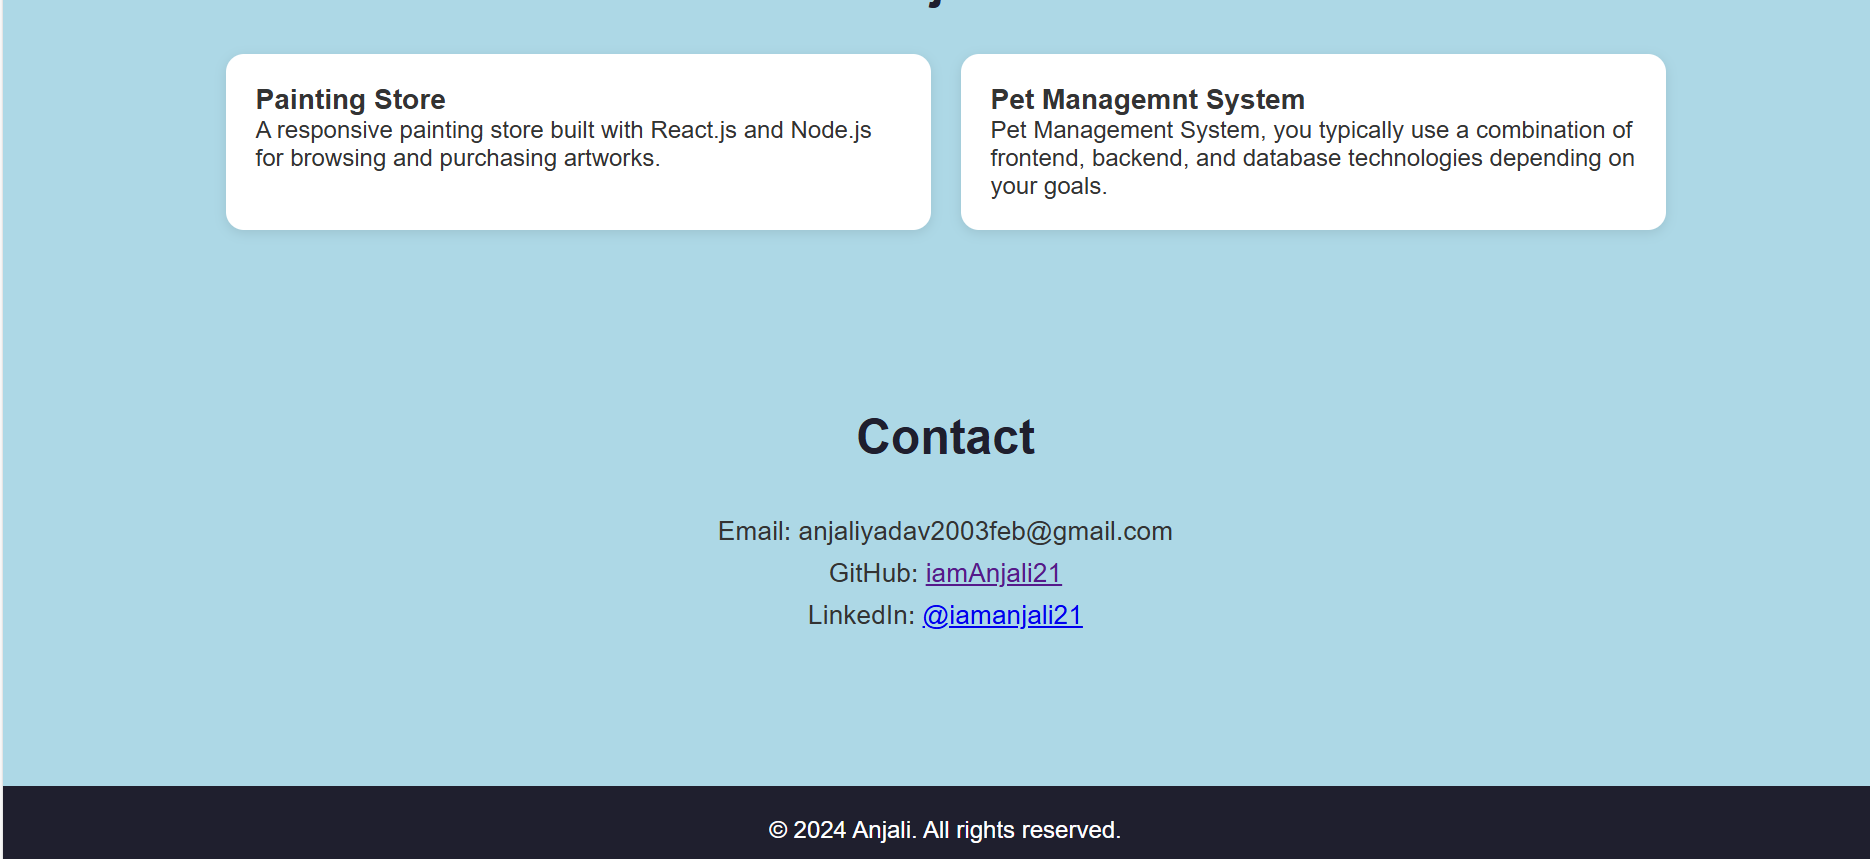 Painting Store
A responsive painting store built with React.js and Node.js
for browsing and purchasing artworks.
Pet Managemnt System
Pet Management System, you typically use a combination of
frontend, backend, and database technologies depending on
your goals.
Contact
Email: anjaliyadav2003feb@gmail.com
GitHub: iamAnjali21
LinkedIn: @iamanjali21
© 2024 Anjali. All rights reserved.